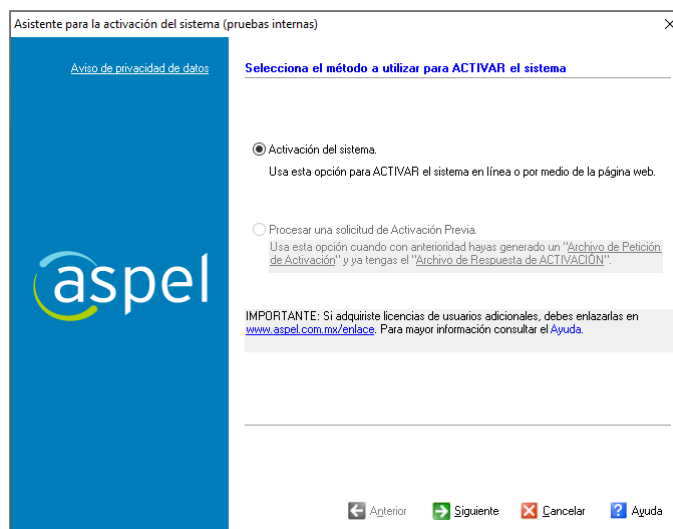 Asistente para la activación del sistema (pruebas internas)
Aviso de privacidad de datos
Selecciona el método a utilizar para ACTIVAR el sistema
Activación del sistema.
Usa esta opción para ACTIVAR el sistema en línea o por medio de la página web.
Procesar una solicitud de Activación Previa.
Usa esta opción cuando con anterioridad hayas generado un "Archivo de Petición
de Activación" y ya tengas el "Archivo de Respuesta de ACTIVACIÓN".
aspel
IMPORTANTE: Si adquiriste licencias de usuarios adicionales, debes enlazarlas en
www.aspel.com.mx/enlace. Para mayor información consultar el Ayuda.
Anterior Siguiente Cancelar Ayuda